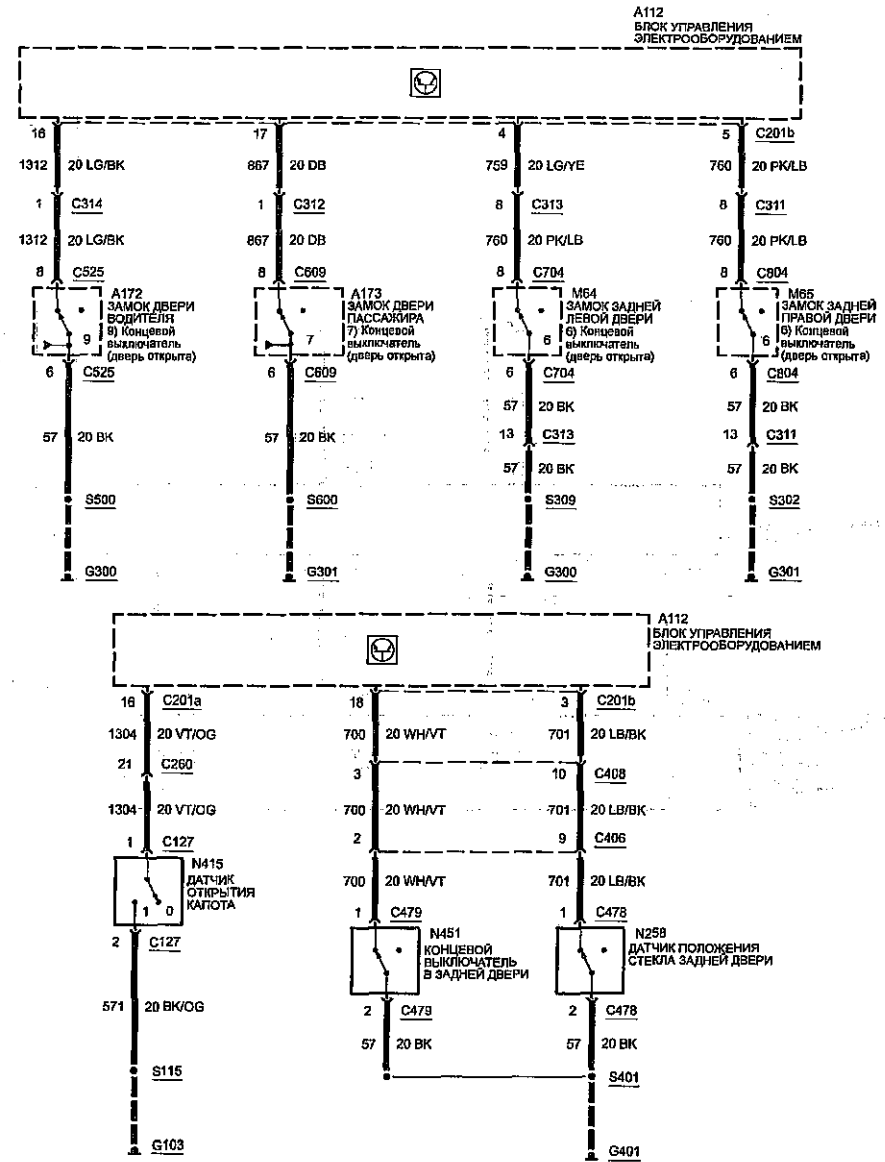 A112
БЛОК УПРАВЛЕНИЯ
ЭЛЕКТРООБОРУДОВАНИЕМ
16 17 4 5 C201b
1312 20 LG/BK 867 20 DB 759 20 LG/YE 760 20 PK/LB
1 C314 1 C312 8 C313 8 C311
1312 20 LG/BK 867 20 DB 760 20 PK/LB 760 20 PK/LB
8 C525 8 C609 8 C704 8 C804
A172
ЗАМОК ДВЕРИ
ВОДИТЕЛЯ
9) Концевой
выключатель
(дверь открыта)
9
A173
ЗАМОК ДВЕРИ
ПАССАЖИРА
7) Концевой
выключатель
(дверь открыта)
7
M64
ЗАМОК ЗАДНЕЙ
ЛЕВОЙ ДВЕРИ
6) Концевой
выключатель
(дверь открыта)
6
M65
ЗАМОК ЗАДНЕЙ
ПРАВОЙ ДВЕРИ
6) Концевой
выключатель
(дверь открыта)
6
6 C525 6 C609 6 C704 6 C804
57 20 BK 57 20 BK
13 C313 13 C311
57 20 BK 57 20 BK
57 20 BK 57 20 BK
S500 S600 S309 S302
G300 G301 G300 G301
A112
БЛОК УПРАВЛЕНИЯ
ЭЛЕКТРООБОРУДОВАНИЕМ
16 C201a 18 3 C201b
1304 20 VT/OG 700 20 WH/VT 701 20 LB/BK
21 C260 3 10 C408
1304 20 VT/OG 700 20 WH/VT 701 20 LB/BK
1 C127 2 9 C406
700 20 WH/VT 701 20 LB/BK
N415
ДАТЧИК
ОТКРЫТИЯ
КАПОТА
1 0
1 C479 1 C478
N451
КОНЦЕВОЙ
ВЫКЛЮЧАТЕЛЬ
В ЗАДНЕЙ ДВЕРИ
N258
ДАТЧИК ПОЛОЖЕНИЯ
СТЕКЛА ЗАДНЕЙ ДВЕРИ
2 C127
571 20 BK/OG
2 C479 2 C478
57 20 BK 57 20 BK
S115 S401
G103 G401